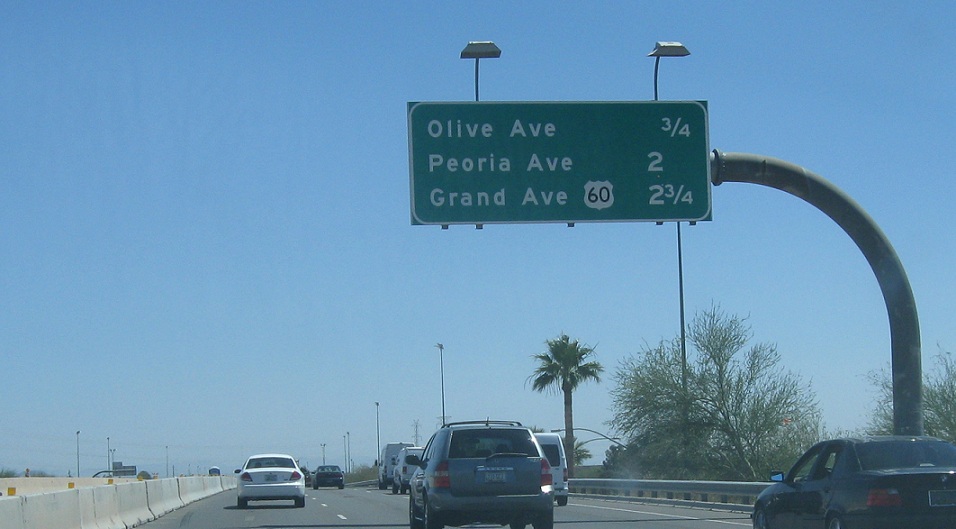 Olive Ave 3/4
Peoria Ave 2
Grand Ave 60 2 3/4